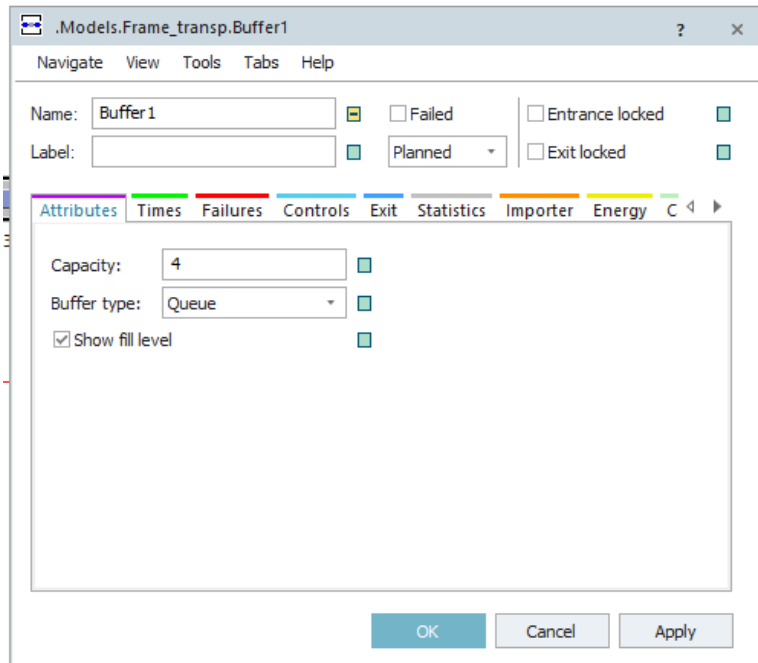 .Models.Frame_transp.Buffer1 ? ×
Navigate View Tools Tabs Help
Name: Buffer1 Failed Entrance locked
Label: Planned Exit locked
Attributes Times Failures Controls Exit Statistics Importer Energy C
Capacity: 4
Buffer type: Queue
Show fill level
OK Cancel Apply